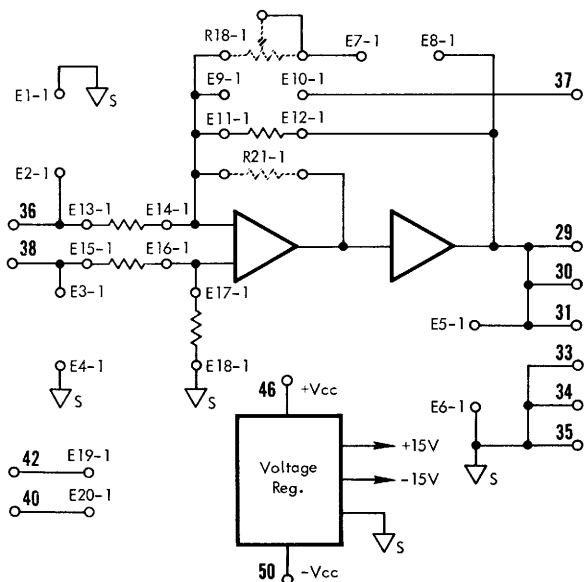 R18-1 E7-1 E8-1
E9-1 E10-1 37
E1-1 S
E11-1 E12-1
R21-1
E2-1
36 E13-1 E14-1
38 E15-1 E16-1 29
E3-1 E17-1 30
E5-1 31
E4-1 E18-1 33
S S
46 +Vcc E6-1 34
42 E19-1 Voltage Reg. +15V 35
40 E20-1 -15V S
S
50 -Vcc